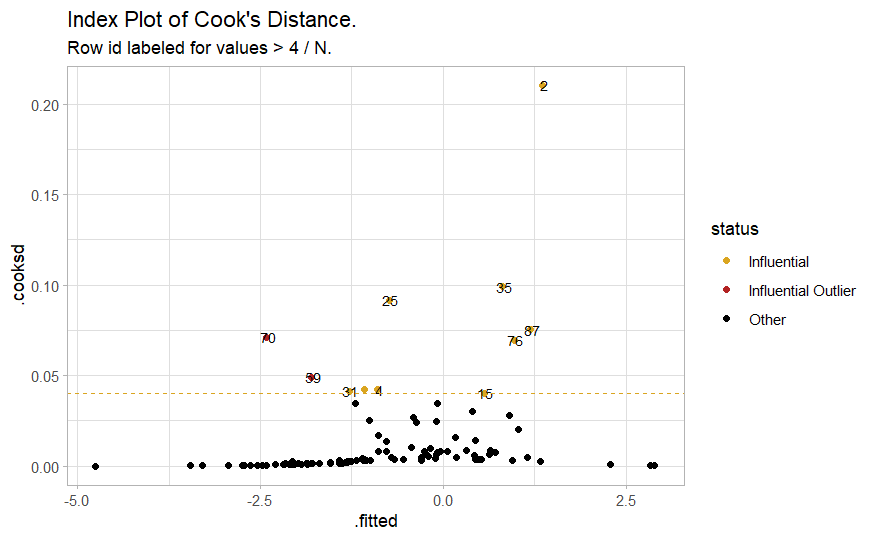 Index Plot of Cook's Distance.
Row id labeled for values > 4 / N.
2
0.20
0.15
status
.cooksd
Influential
35
0.10
25
Influential Outlier
87
Other
70
76
59
0.05
31
4
15
0.00
-5.0
-2.5
0.0
2.5
.fitted